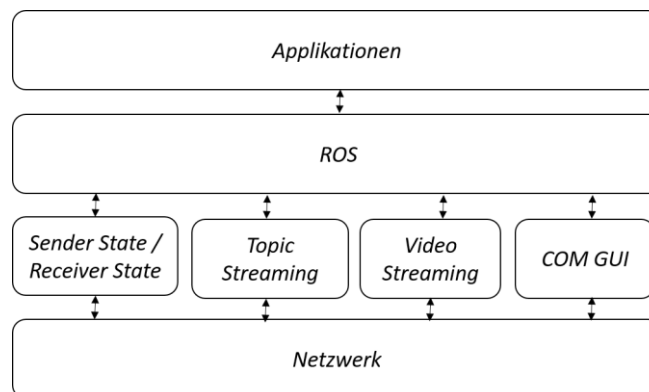 Applikationen
ROS
Sender State /
Receiver State
Topic
Streaming
Video
Streaming
COM GUI
Netzwerk